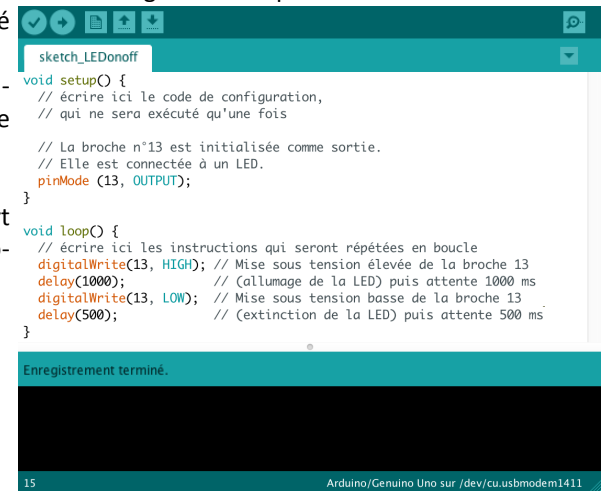 é
sketch_LEDonoff
-
void setup() {
// écrire ici le code de configuration,
e
// qui ne sera exécuté qu'une fois
// La broche n°13 est initialisée comme sortie.
// Elle est connectée à un LED.
pinMode (13, OUTPUT);
}
rt
void loop() {
-
// écrire ici les instructions qui seront répétées en boucle
digitalWrite(13, HIGH); // Mise sous tension élevée de la broche 13
delay(1000); // (allumage de la LED) puis attente 1000 ms
digitalWrite(13, LOW); // Mise sous tension basse de la broche 13
delay(500); // (extinction de la LED) puis attente 500 ms
}
Enregistrement terminé.
15 Arduino/Genuino Uno sur /dev/cu.usbmodem1411